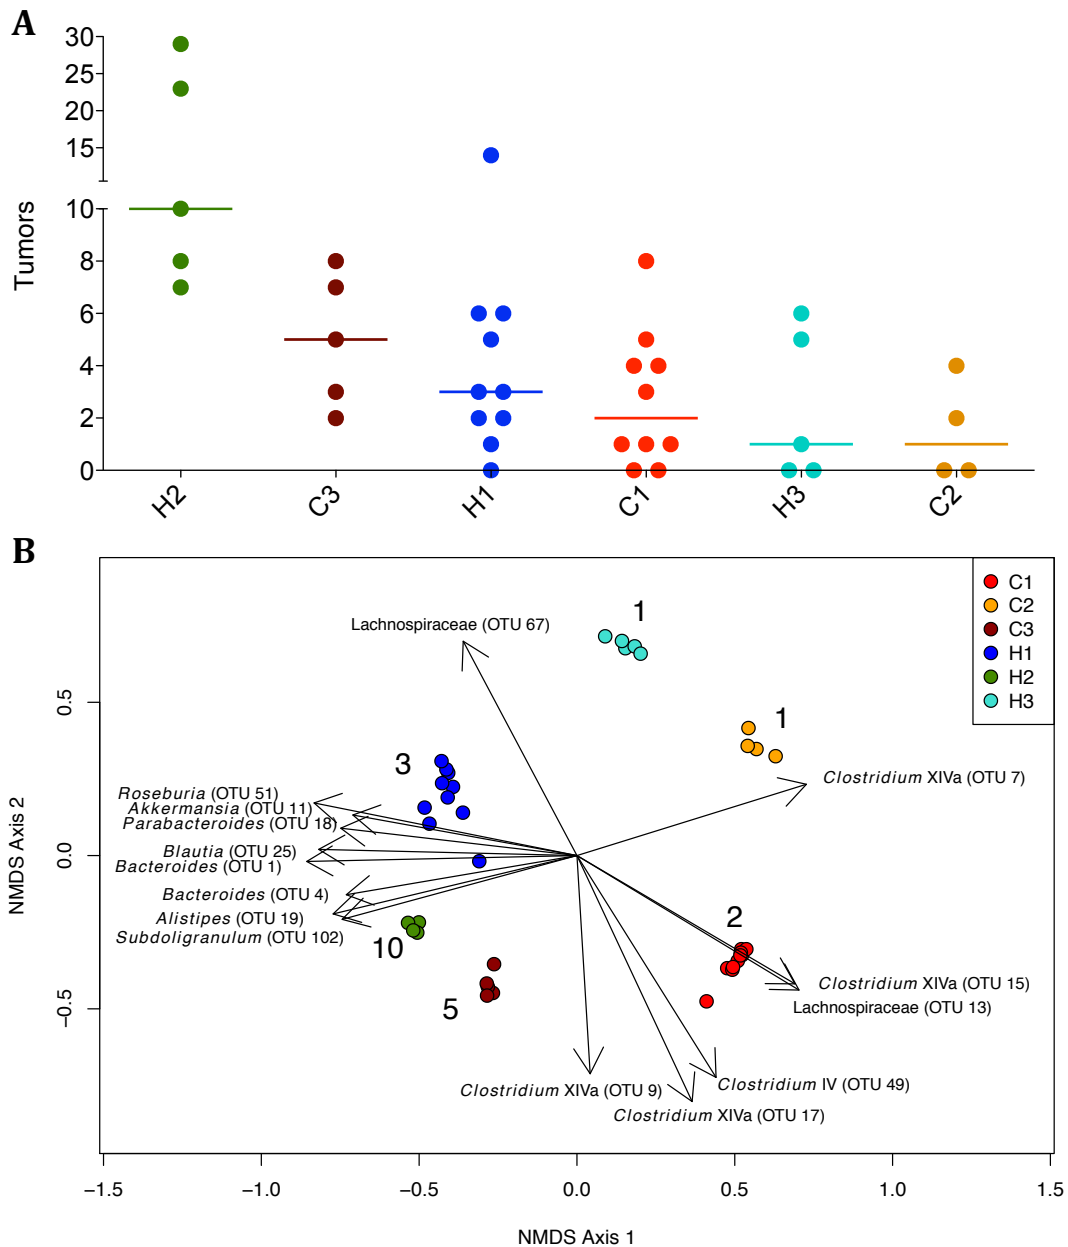 A
30
25
20
15
10
8
6
4
2
0
Tumors
H2
C3
H1
C1
H3
C2
B
C1
C2
C3
H1
H2
H3
1
Lachnospiraceae (OTU 67)
1
3
Clostridium XIVa (OTU 7)
Roseburia (OTU 51)
Akkermansia (OTU 11)
Parabacteroides (OTU 18)
Blautia (OTU 25)
Bacteroides (OTU 1)
Bacteroides (OTU 4)
Alistipes (OTU 19)
Subdoligranulum (OTU 102)
10
2
5
Clostridium XIVa (OTU 15)
Lachnospiraceae (OTU 13)
Clostridium IV (OTU 49)
Clostridium XIVa (OTU 9)
Clostridium XIVa (OTU 17)
0.5
0.0
−0.5
NMDS Axis 2
−1.5
−1.0
−0.5
0.0
0.5
1.0
1.5
NMDS Axis 1